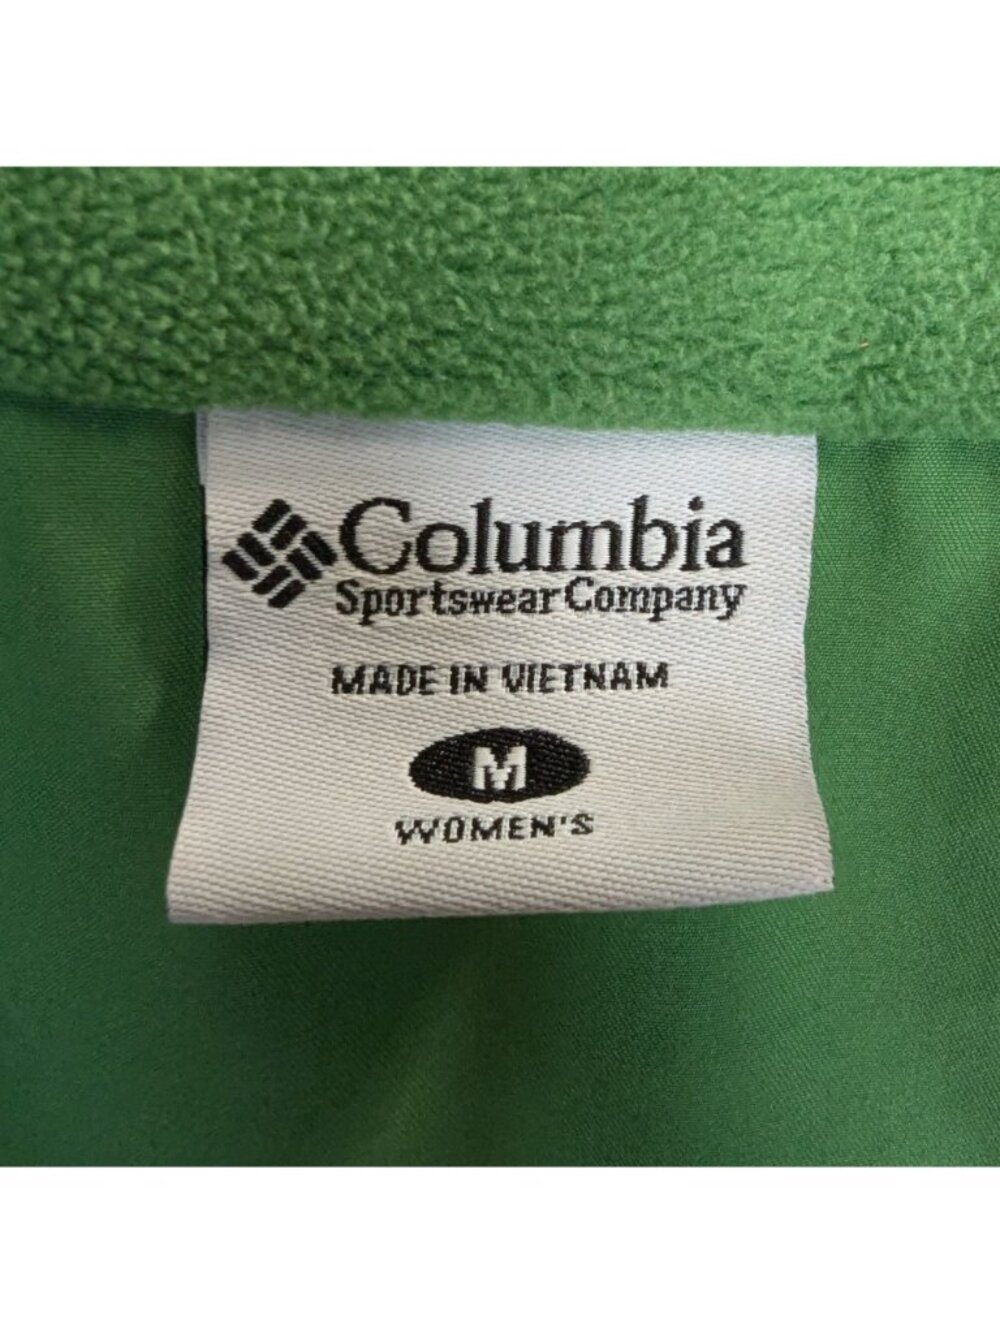 Columbia
Sportswear Company
MADE IN VIETNAM
M
WOMEN'S